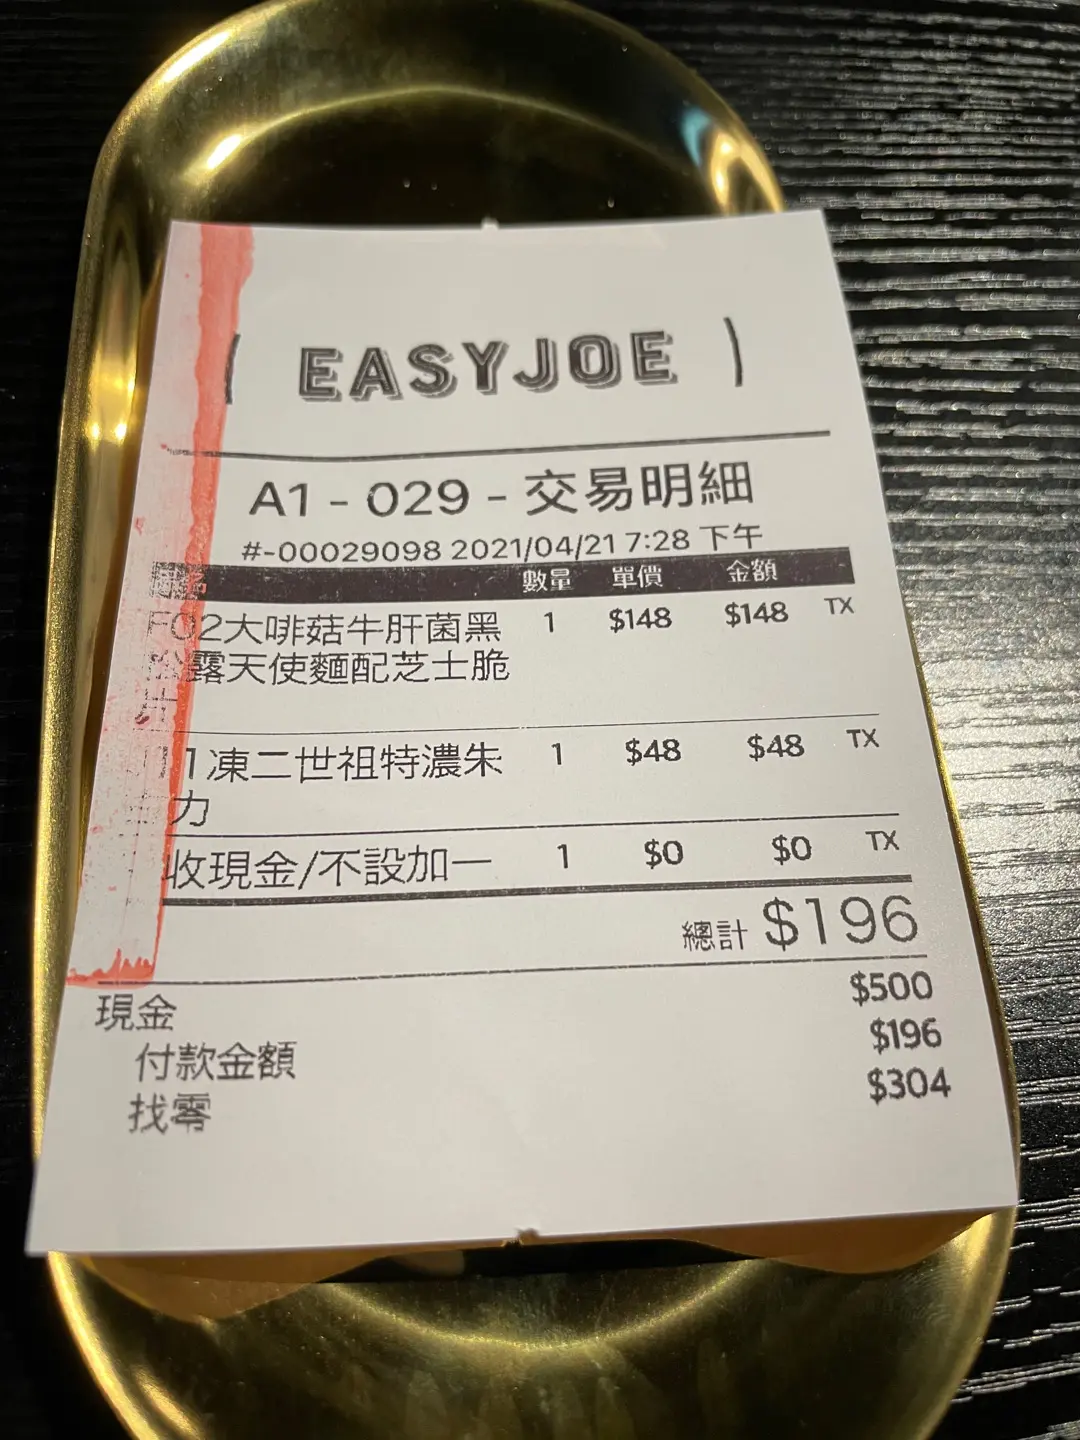 ( EASYJOE )
A1 - 029 - 交易明細
#-00029098 2021/04/21 7:28 下午
數量 單價 金額
F02大啡菇牛肝菌黑 1 $148 $148 TX
松露天使麵配芝士脆
片
1凍二世祖特濃朱 1 $48 $48 TX
力
收現金/不設加一 1 $0 $0 TX
總計 $196
現金 $500
付款金額 $196
找零 $304